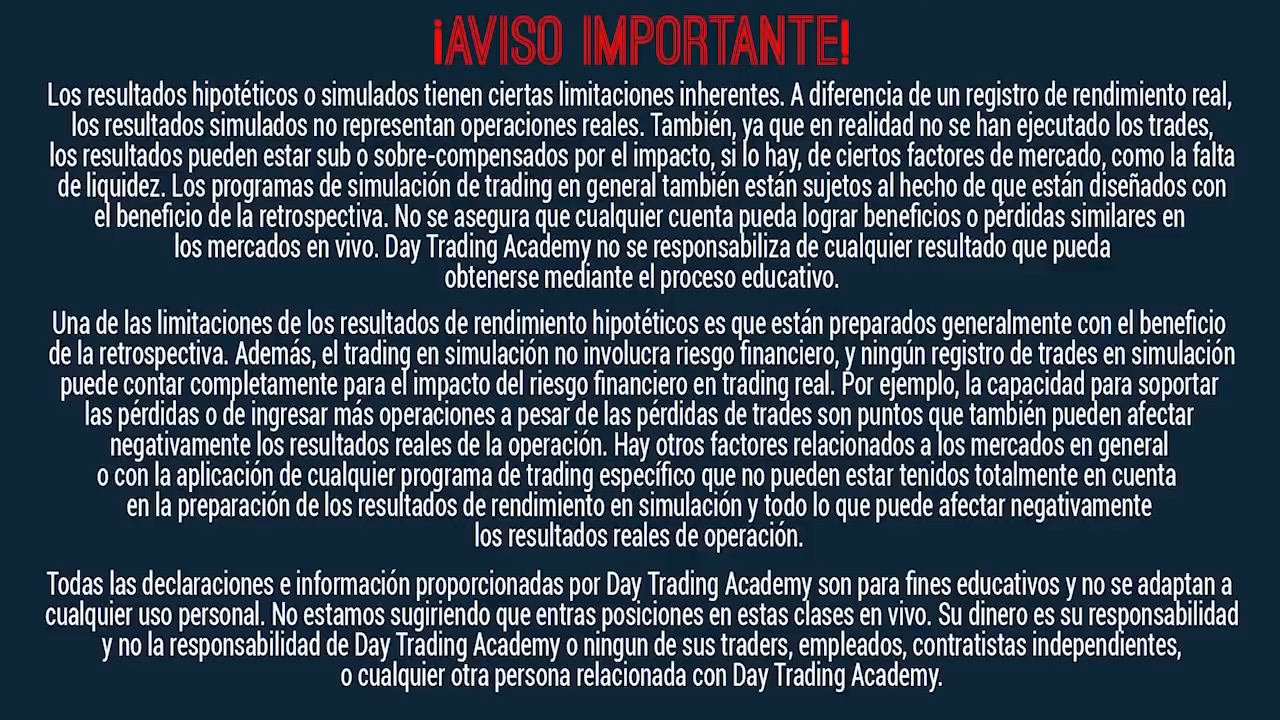 ¡AVISO IMPORTANTE!
Los resultados hipotéticos o simulados tienen ciertas limitaciones inherentes. A diferencia de un registro de rendimiento real,
los resultados simulados no representan operaciones reales. También, ya que en realidad no se han ejecutado los trades,
los resultados pueden estar sub o sobre-compensados por el impacto, si lo hay, de ciertos factores de mercado, como la falta
de liquidez. Los programas de simulación de trading en general también están sujetos al hecho de que están diseñados con
el beneficio de la retrospectiva. No se asegura que cualquier cuenta pueda lograr beneficios o pérdidas similares en
los mercados en vivo. Day Trading Academy no se responsabiliza de cualquier resultado que pueda
obtenerse mediante el proceso educativo.
Una de las limitaciones de los resultados de rendimiento hipotéticos es que están preparados generalmente con el beneficio
de la retrospectiva. Además, el trading en simulación no involucra riesgo financiero, y ningún registro de trades en simulación
puede contar completamente para el impacto del riesgo financiero en trading real. Por ejemplo, la capacidad para soportar
las pérdidas o de ingresar más operaciones a pesar de las pérdidas de trades son puntos que también pueden afectar
negativamente los resultados reales de la operación. Hay otros factores relacionados a los mercados en general
o con la aplicación de cualquier programa de trading específico que no pueden estar tenidos totalmente en cuenta
en la preparación de los resultados de rendimiento en simulación y todo lo que puede afectar negativamente
los resultados reales de operación.
Todas las declaraciones e información proporcionadas por Day Trading Academy son para fines educativos y no se adaptan a
cualquier uso personal. No estamos sugiriendo que entras posiciones en estas clases en vivo. Su dinero es su responsabilidad
y no la responsabilidad de Day Trading Academy o ningun de sus traders, empleados, contratistas independientes,
o cualquier otra persona relacionada con Day Trading Academy.